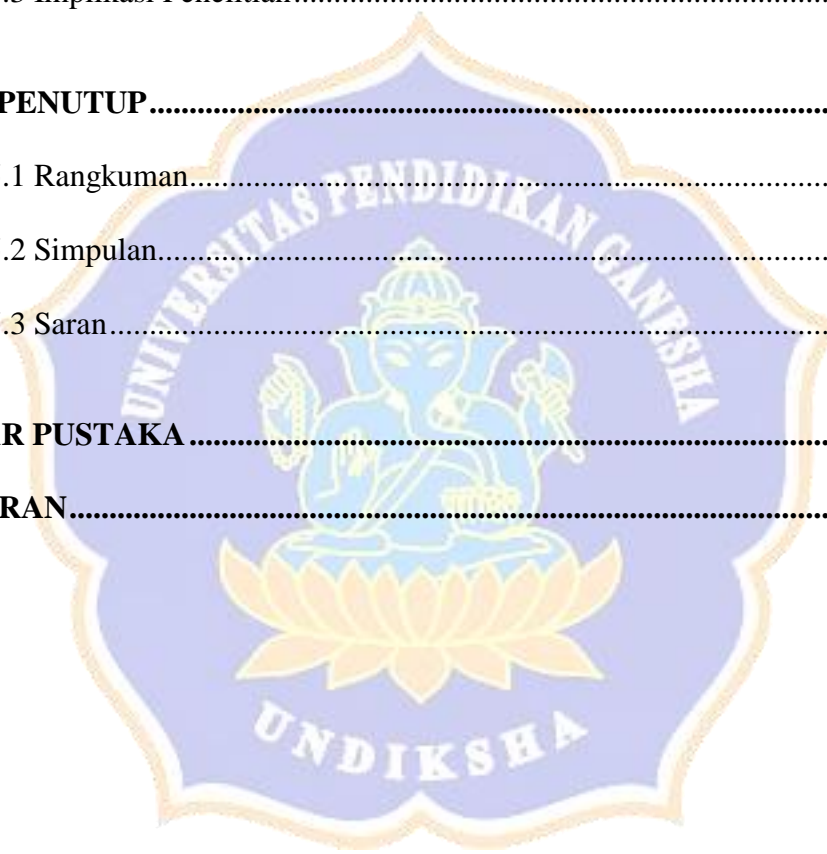 .3 Implikasi Penelitian..........................................................................
PENUTUP.....................................................................................
.1 Rangkuman................................................................................
.2 Simpulan....................................................................................
.3 Saran..........................................................................................
R PUSTAKA................................................................................
RAN...............................................................................................
UNIVERSITAS PENDIDIKAN GANESHA
UNDIKSHA